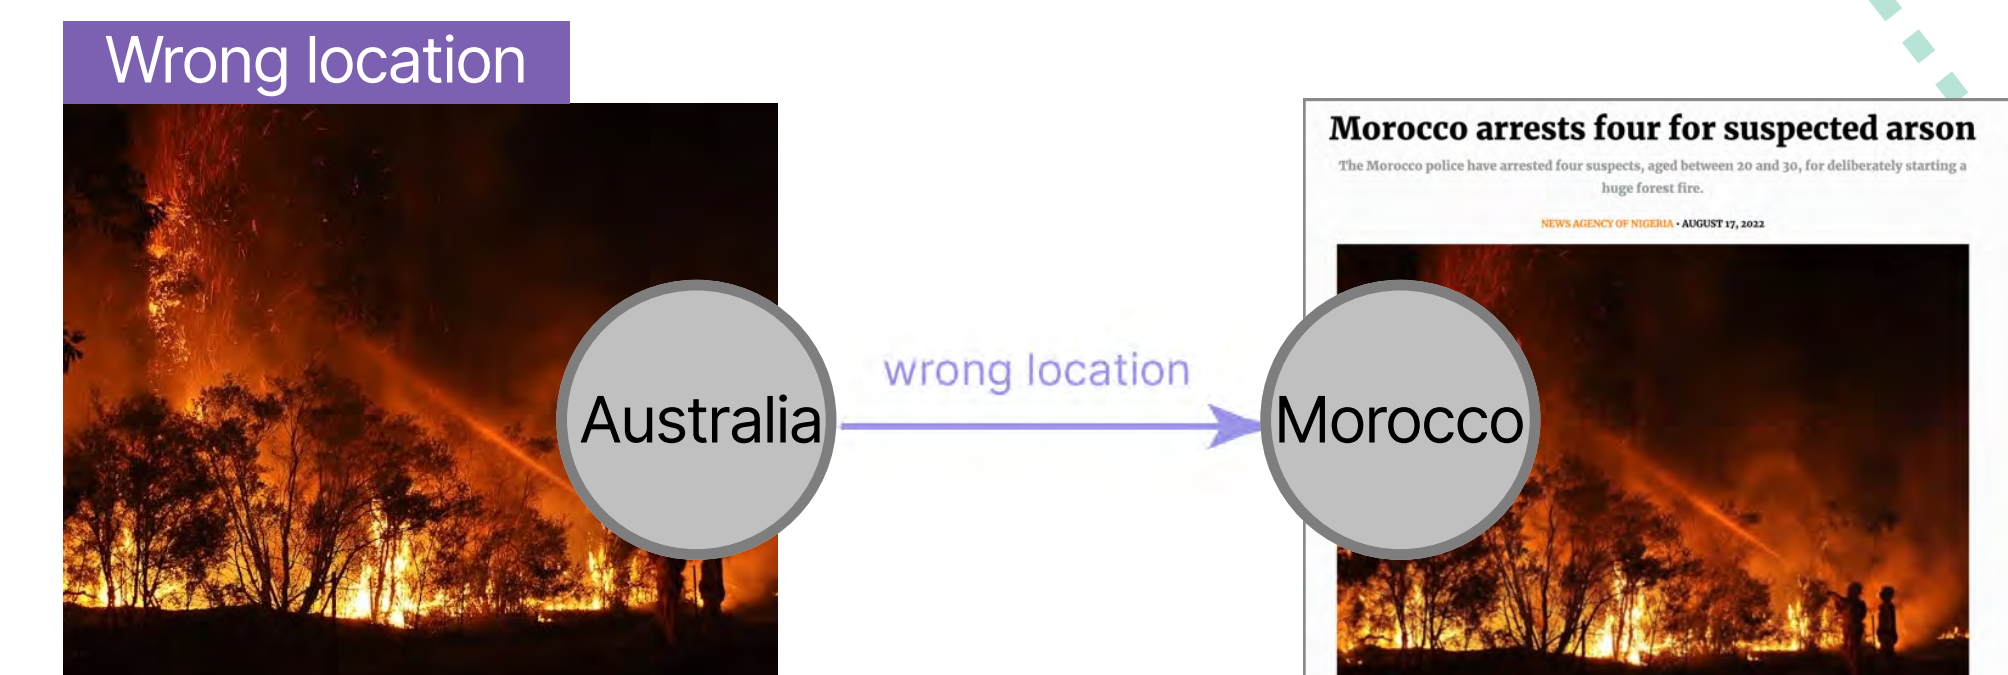 Wrong location
Morocco arrests four for suspected arson
The Morocco police have arrested four suspects, aged between 20 and 30, for deliberately starting a
huge forest fire.
NEWS AGENCY OF NIGERIA • AUGUST 17, 2022
wrong location
Australia
Morocco